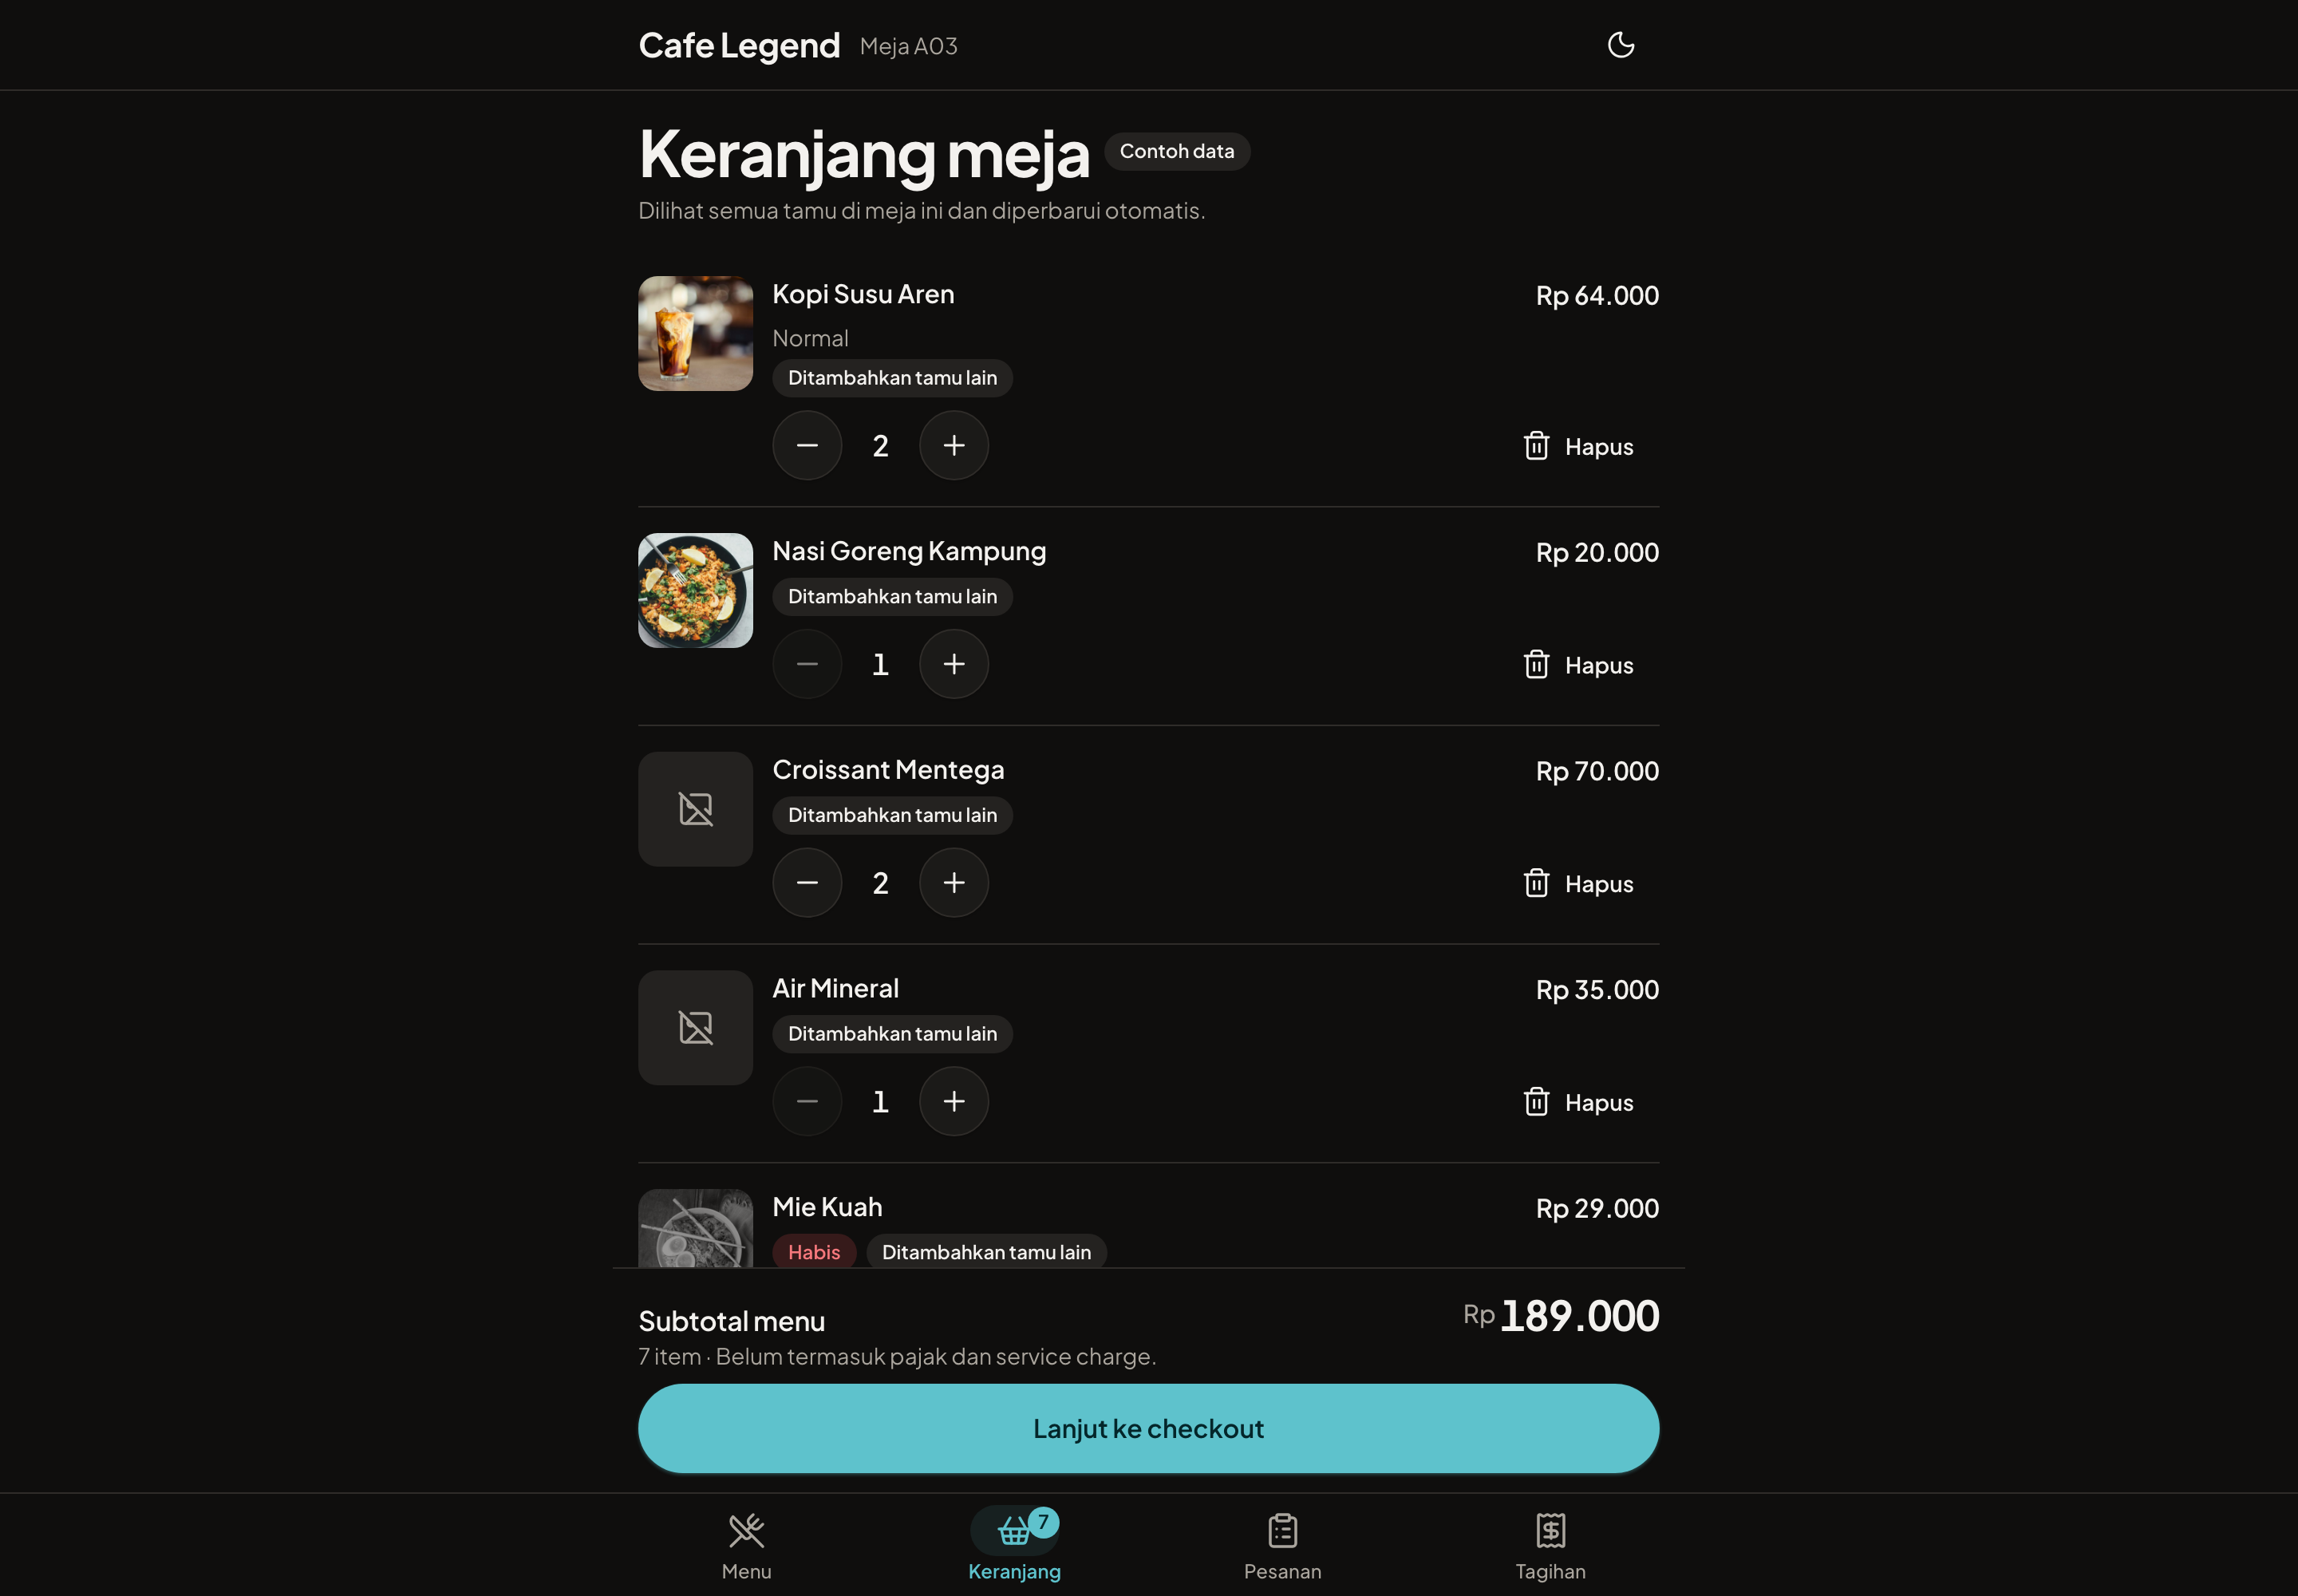 Cafe Legend Meja A03
Keranjang meja Contoh data
Dilihat semua tamu di meja ini dan diperbarui otomatis.
Kopi Susu Aren Rp 64.000
Normal
Ditambahkan tamu lain
2 Hapus
Nasi Goreng Kampung Rp 20.000
Ditambahkan tamu lain
1 Hapus
Croissant Mentega Rp 70.000
Ditambahkan tamu lain
2 Hapus
Air Mineral Rp 35.000
Ditambahkan tamu lain
1 Hapus
Mie Kuah Rp 29.000
Habis Ditambahkan tamu lain
Subtotal menu Rp 189.000
7 item · Belum termasuk pajak dan service charge.
Lanjut ke checkout
7
Menu Keranjang Pesanan Tagihan